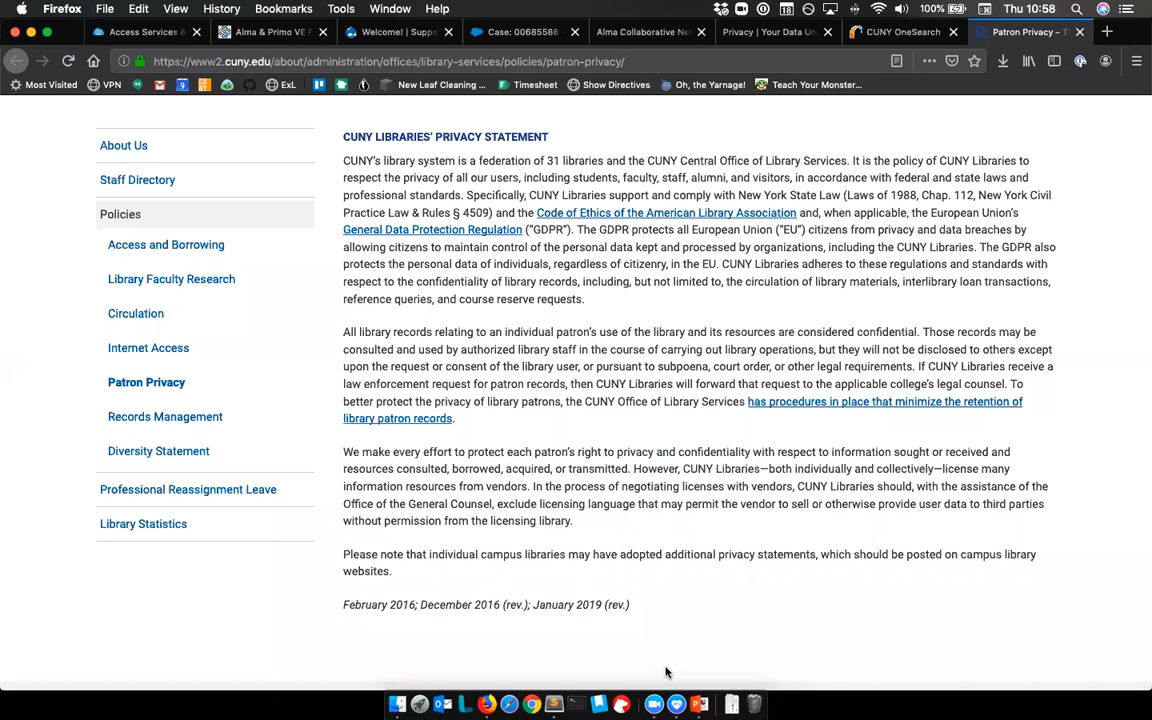 Firefox File Edit View History Bookmarks Tools Window Help 18 100% Thu 10:58
Access Services & Alma & Primo VE F Welcome! | Suppo Case: 00685586 Alma Collaborative Ne Privacy | Your Data Un CUNY OneSearch Patron Privacy – T
https://www2.cuny.edu/about/administration/offices/library-services/policies/patron-privacy/
Most Visited VPN 9 ExL New Leaf Cleaning ... Timesheet Show Directives Oh, the Yarnage! Teach Your Monster...
About Us
Staff Directory
Policies
Access and Borrowing
Library Faculty Research
Circulation
Internet Access
Patron Privacy
Records Management
Diversity Statement
Professional Reassignment Leave
Library Statistics
CUNY LIBRARIES' PRIVACY STATEMENT
CUNY's library system is a federation of 31 libraries and the CUNY Central Office of Library Services. It is the policy of CUNY Libraries to
respect the privacy of all our users, including students, faculty, staff, alumni, and visitors, in accordance with federal and state laws and
professional standards. Specifically, CUNY Libraries support and comply with New York State Law (Laws of 1988, Chap. 112, New York Civil
Practice Law & Rules § 4509) and the Code of Ethics of the American Library Association and, when applicable, the European Union's
General Data Protection Regulation ("GDPR"). The GDPR protects all European Union ("EU") citizens from privacy and data breaches by
allowing citizens to maintain control of the personal data kept and processed by organizations, including the CUNY Libraries. The GDPR also
protects the personal data of individuals, regardless of citizenry, in the EU. CUNY Libraries adheres to these regulations and standards with
respect to the confidentiality of library records, including, but not limited to, the circulation of library materials, interlibrary loan transactions,
reference queries, and course reserve requests.
All library records relating to an individual patron's use of the library and its resources are considered confidential. Those records may be
consulted and used by authorized library staff in the course of carrying out library operations, but they will not be disclosed to others except
upon the request or consent of the library user, or pursuant to subpoena, court order, or other legal requirements. If CUNY Libraries receive a
law enforcement request for patron records, then CUNY Libraries will forward that request to the applicable college's legal counsel. To
better protect the privacy of library patrons, the CUNY Office of Library Services has procedures in place that minimize the retention of
library patron records.
We make every effort to protect each patron's right to privacy and confidentiality with respect to information sought or received and
resources consulted, borrowed, acquired, or transmitted. However, CUNY Libraries—both individually and collectively—license many
information resources from vendors. In the process of negotiating licenses with vendors, CUNY Libraries should, with the assistance of the
Office of the General Counsel, exclude licensing language that may permit the vendor to sell or otherwise provide user data to third parties
without permission from the licensing library.
Please note that individual campus libraries may have adopted additional privacy statements, which should be posted on campus library
websites.
February 2016; December 2016 (rev.); January 2019 (rev.)